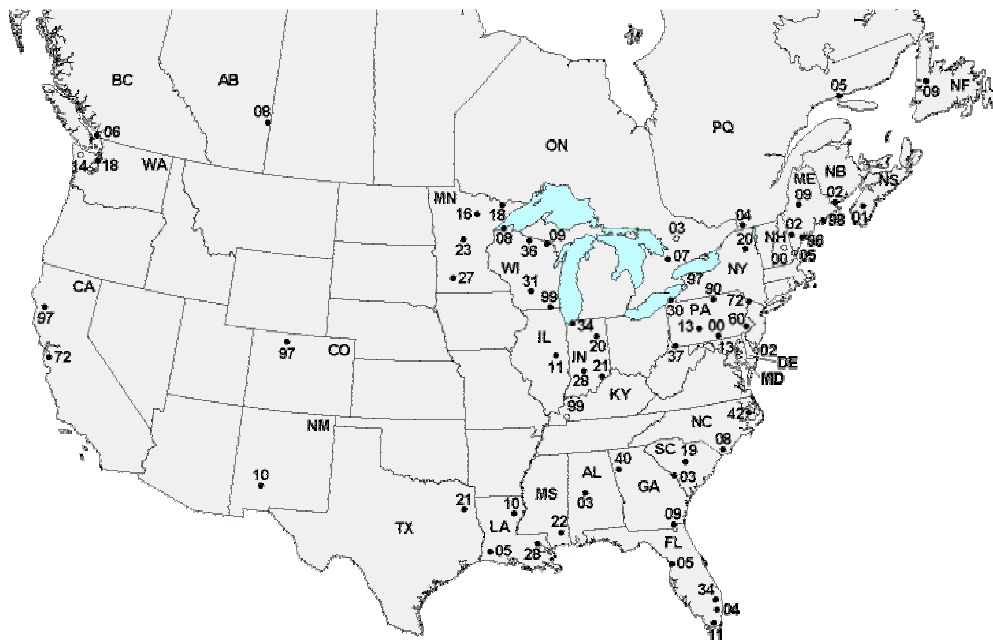 BC
AB
08
ON
PQ
05
09
NF
06
14
18
WA
MN
16
18
08
23
27
36
09
WI
31
99
03
07
04
20
NY
97
90
30
PA
72
13
00
60
37
13
02
DE
MD
ME
09
NB
02
NS
01
98
02
NH
96
05
00
CA
97
72
97
CO
NM
10
IL
11
34
20
IN
28
21
99
KY
NC
42
08
SC
19
03
40
GA
09
AL
03
MS
22
21
TX
10
LA
05
28
FL
05
34
04
11